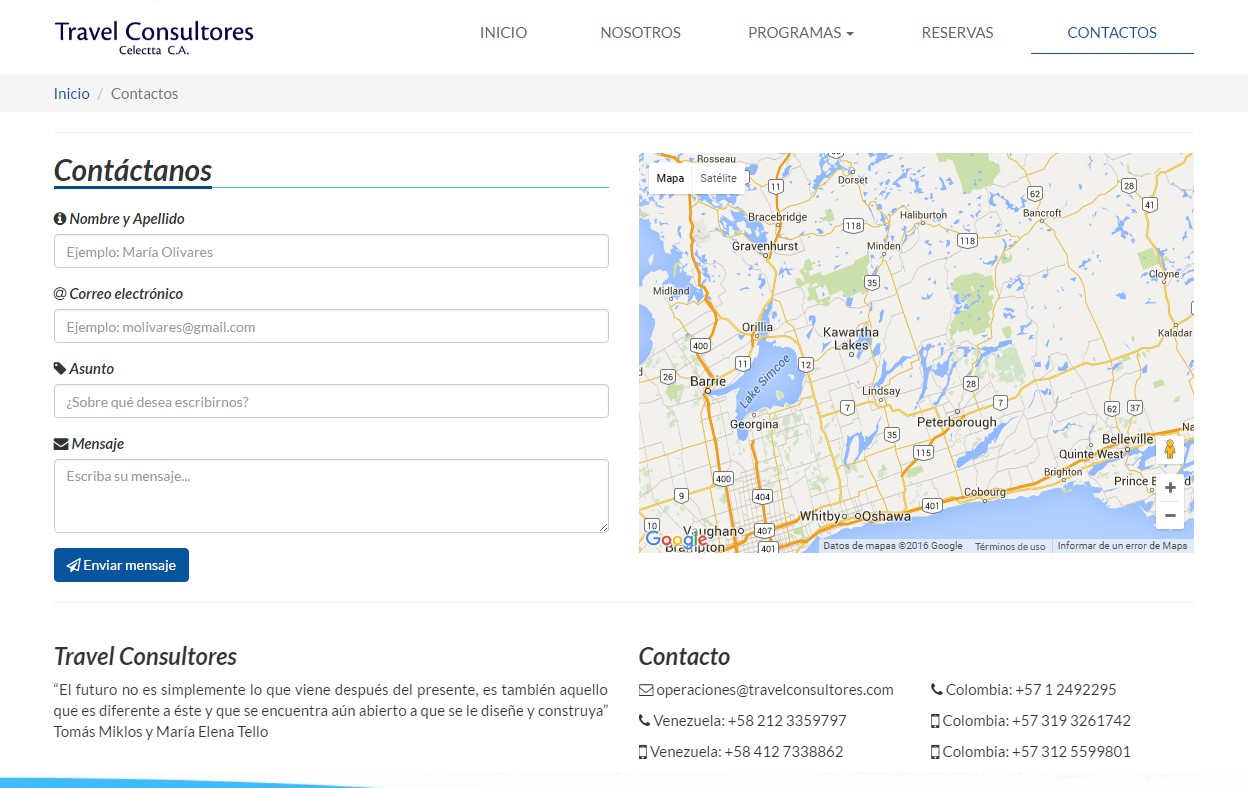 Travel Consultores
Celectta C.A.
INICIO
NOSOTROS
PROGRAMAS
RESERVAS
CONTACTOS
Inicio / Contactos
Contáctanos
Nombre y Apellido
Ejemplo: María Olivares
@ Correo electrónico
Ejemplo: molivares@gmail.com
Asunto
¿Sobre qué desea escribirnos?
Mensaje
Escriba su mensaje...
Enviar mensaje
Mapa
Satélite
Rosseau
Dorset
11
62
28
41
Bancroft
Bracebridge
Haliburton
118
Gravenhurst
Minden
118
Cloyne
35
Midland
Orillia
Kawartha
Lakes
Kaladar
400
11
12
26
Barrie
Lake Simcoe
Lindsay
28
7
7
62
37
Georgina
Peterborough
35
Belleville
Quinte West
115
Brighton
400
404
9
Cobourg
Prince E
401
10
Vaughan
407
Whitby
Oshawa
Google
Brampton
401
Datos de mapas ©2016 Google
Términos de uso
Informar de un error de Maps
+
−
Travel Consultores
“El futuro no es simplemente lo que viene después del presente, es también aquello
que es diferente a éste y que se encuentra aún abierto a que se le diseñe y construya”
Tomás Miklos y María Elena Tello
Contacto
operaciones@travelconsultores.com
Colombia: +57 1 2492295
Venezuela: +58 212 3359797
Colombia: +57 319 3261742
Venezuela: +58 412 7338862
Colombia: +57 312 5599801